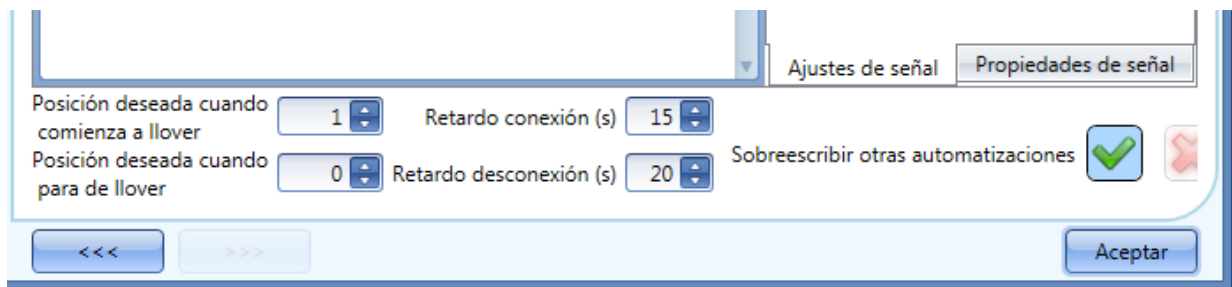 Ajustes de señal
Propiedades de señal
Posición deseada cuando
comienza a llover
1
Retardo conexión (s)
15
Posición deseada cuando
para de llover
0
Retardo desconexión (s)
20
Sobreescribir otras automatizaciones
<<<
>>>
Aceptar